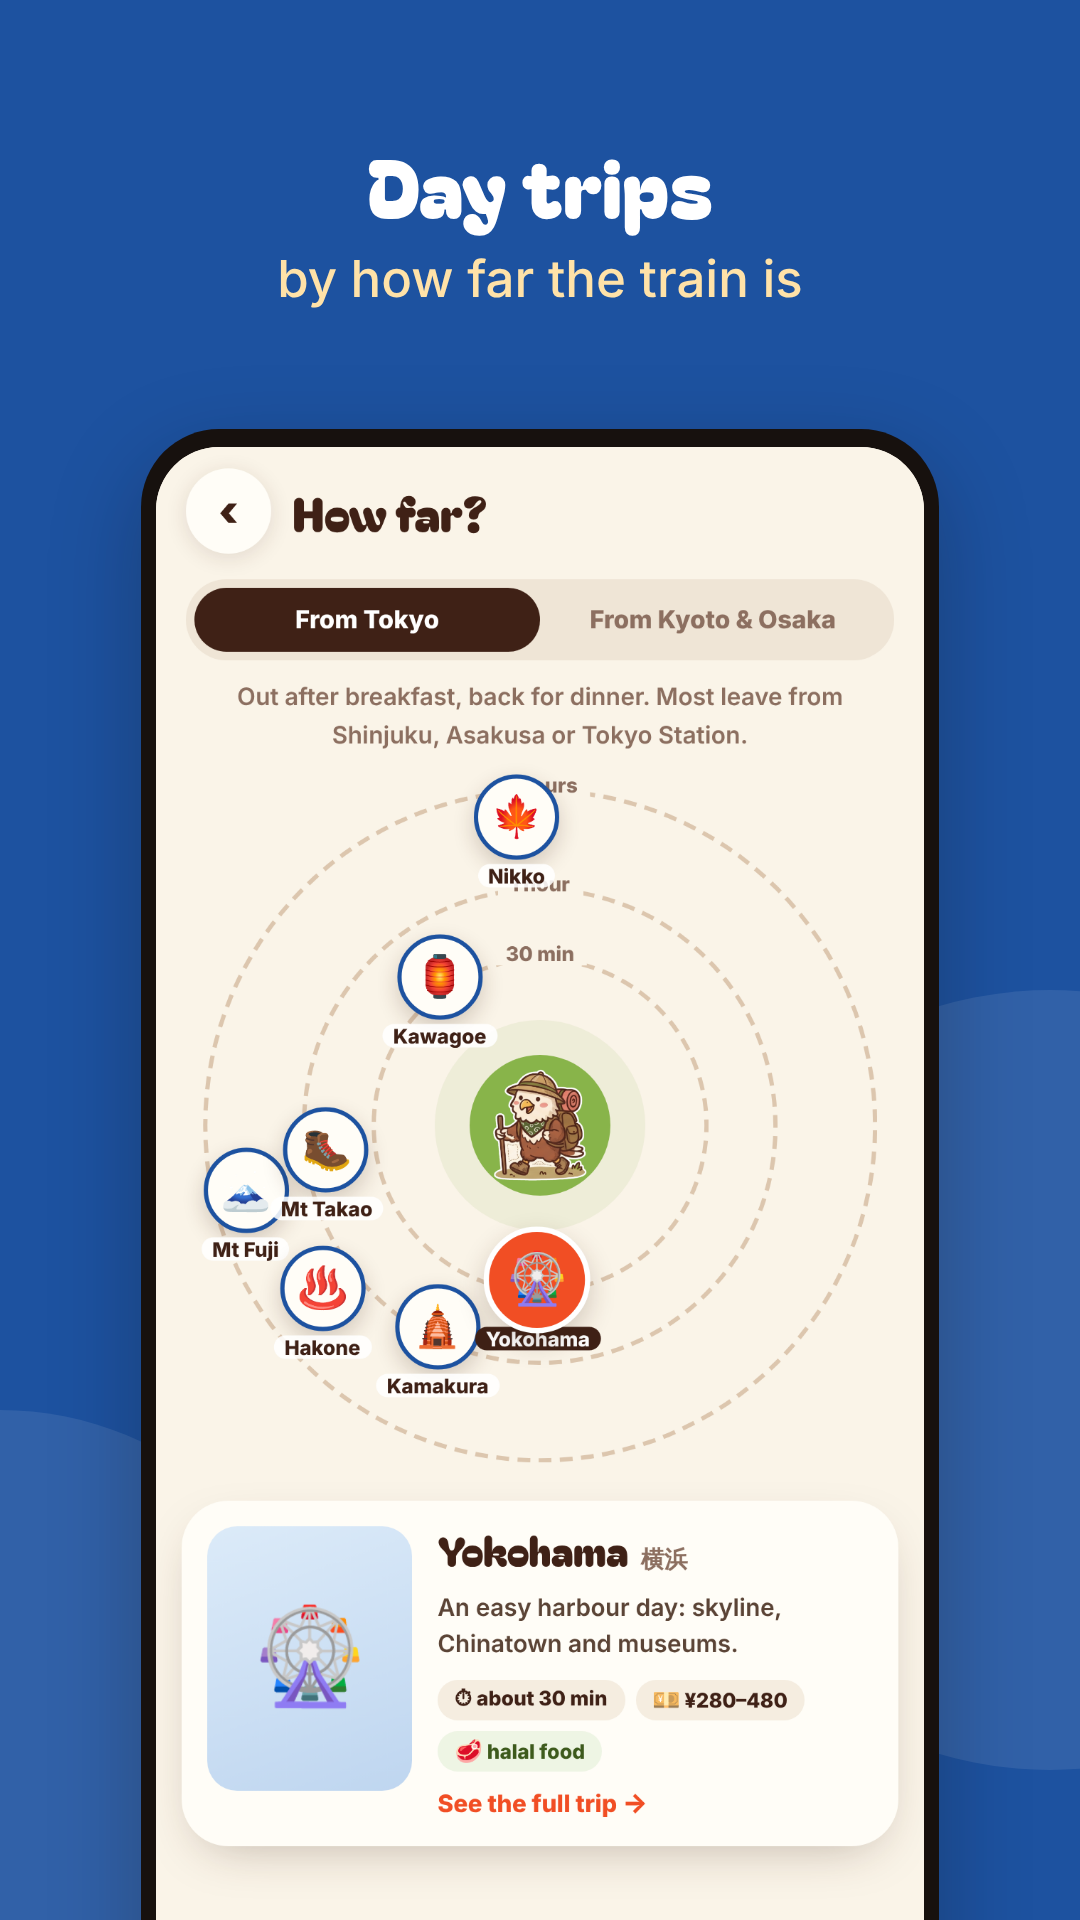 Day trips
by how far the train is
How far?
From Tokyo
From Kyoto & Osaka
Out after breakfast, back for dinner. Most leave from
Shinjuku, Asakusa or Tokyo Station.
Nikko
30 min
Kawagoe
Mt Takao
Mt Fuji
Hakone
Yokohama
Kamakura
Yokohama 横浜
An easy harbour day: skyline,
Chinatown and museums.
about 30 min
¥280–480
halal food
See the full trip →